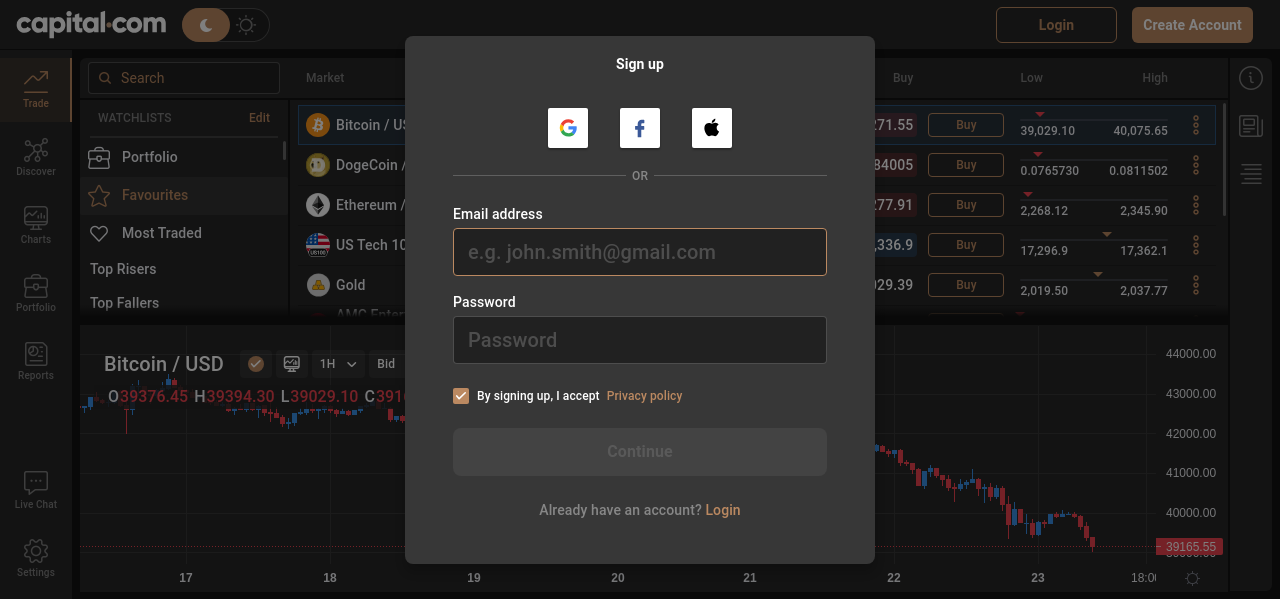 capital.com
Login
Create Account
Search
Market
Buy
Low
High
Trade
Discover
Charts
Portfolio
Reports
Live Chat
Settings
WATCHLISTS
Edit
Portfolio
Favourites
Most Traded
Top Risers
Top Fallers
Bitcoin / US
271.55
Buy
39,029.10
40,075.65
DogeCoin /
84005
Buy
0.0765730
0.0811502
Ethereum /
277.91
Buy
2,268.12
2,345.90
US Tech 10
,336.9
Buy
17,296.9
17,362.1
Gold
029.39
Buy
2,019.50
2,037.77
Sign up
OR
Email address
e.g. john.smith@gmail.com
Password
Password
By signing up, I accept Privacy policy
Continue
Already have an account? Login
Bitcoin / USD
1H
Bid
O39376.45 H39394.30 L39029.10 C3916
44000.00
43000.00
42000.00
41000.00
40000.00
39165.55
17
18
19
20
21
22
23
18:00